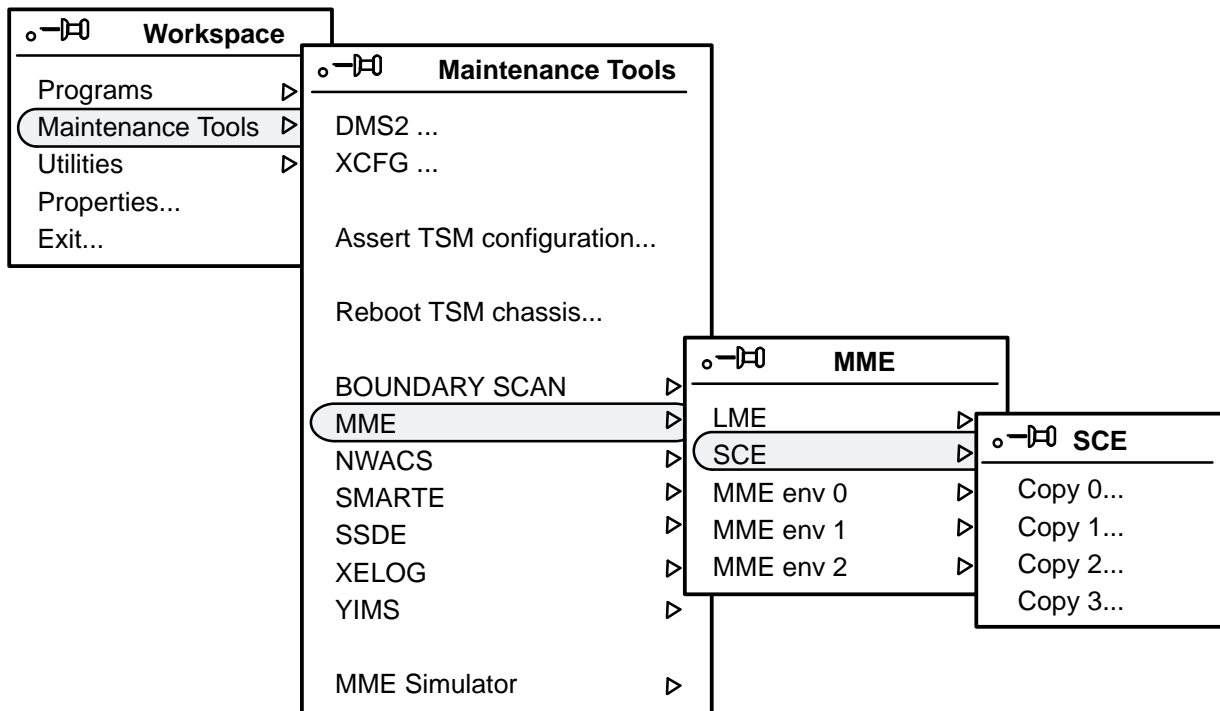 Workspace
Programs
Maintenance Tools
Utilities
Properties...
Exit...
Maintenance Tools
DMS2 ...
XCFG ...
Assert TSM configuration...
Reboot TSM chassis...
BOUNDARY SCAN
MME
NWACS
SMARTE
SSDE
XELOG
YIMS
MME Simulator
MME
LME
SCE
MME env 0
MME env 1
MME env 2
SCE
Copy 0...
Copy 1...
Copy 2...
Copy 3...